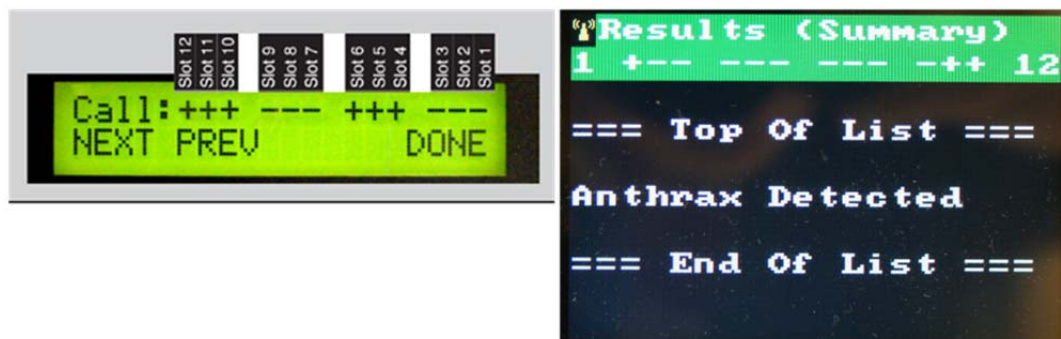 Slot 12
Slot 11
Slot 10
Slot 9
Slot 8
Slot 7
Slot 6
Slot 5
Slot 4
Slot 3
Slot 2
Slot 1
Call:+++ --- +++ ---
NEXT PREV DONE
Results (Summary)
1 +-- --- --- -++ 12
=== Top Of List ===
Anthrax Detected
=== End Of List ===